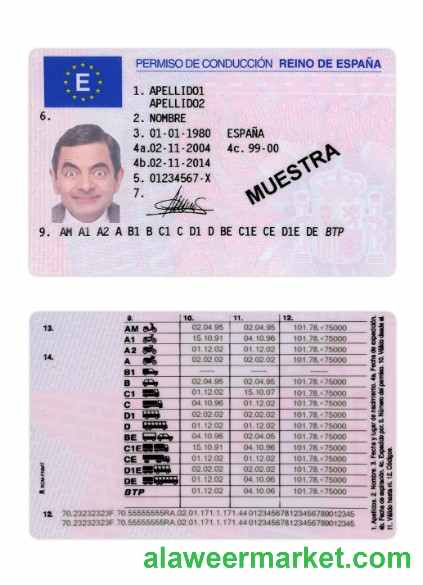 E
PERMISO DE CONDUCCIÓN REINO DE ESPAÑA
1. APELLIDO1
APELLIDO2
6.
2. NOMBRE
3. 01-01-1980 ESPAÑA
4a.02-11-2004 4c. 99-00
4b.02-11-2014
5. 01234567-X
7.
MUESTRA
9. AM A1 A2 A B1 B C1 C D1 D BE C1E CE D1E DE BTP
9. 10. 11. 12.
13. AM 02.04.95 02.04.95 101.78.-75000
A1 15.10.91 04.10.96 101.78.-75000
14. A2 01.12.02 01.12.02 101.78.-75000
A 02.02.02 02.02.02 101.78.-75000
B1
B 02.04.95 02.04.95 101.78.-75000
C1 01.12.02 15.10.07 101.78.-75000
C 04.10.96 01.12.02 101.78.-75000
D1 02.02.02 02.02.02 101.78.-75000
D 01.12.02 01.12.02 101.78.-75000
BE 04.10.96 02.04.05 101.78.-75000
C1E 15.10.91 04.10.96 101.78.-75000
CE 01.12.02 01.12.02 101.78.-75000
D1E 02.02.02 02.02.02 101.78.-75000
DE 01.12.02 04.10.06 101.78.-75000
BTP 01.12.02 04.10.06 101.78.-75000
1. Apellidos. 2. Nombre. 3. Fecha y lugar de nacimiento. 4a. Fecha de expedición.
4b. Fecha de expiración. 4c. Expedido por. 5. Número del permiso. 10. Válido desde el.
11. Válido hasta el. 12. Códigos.
12. 70.23232323F.70.55555555RA.02.01.171.1.171.44 0123456781234567890012345
70.23232323F.70.55555555RA.02.01.171.1.171.44 0123456781234567890012345
alaweermarket.com